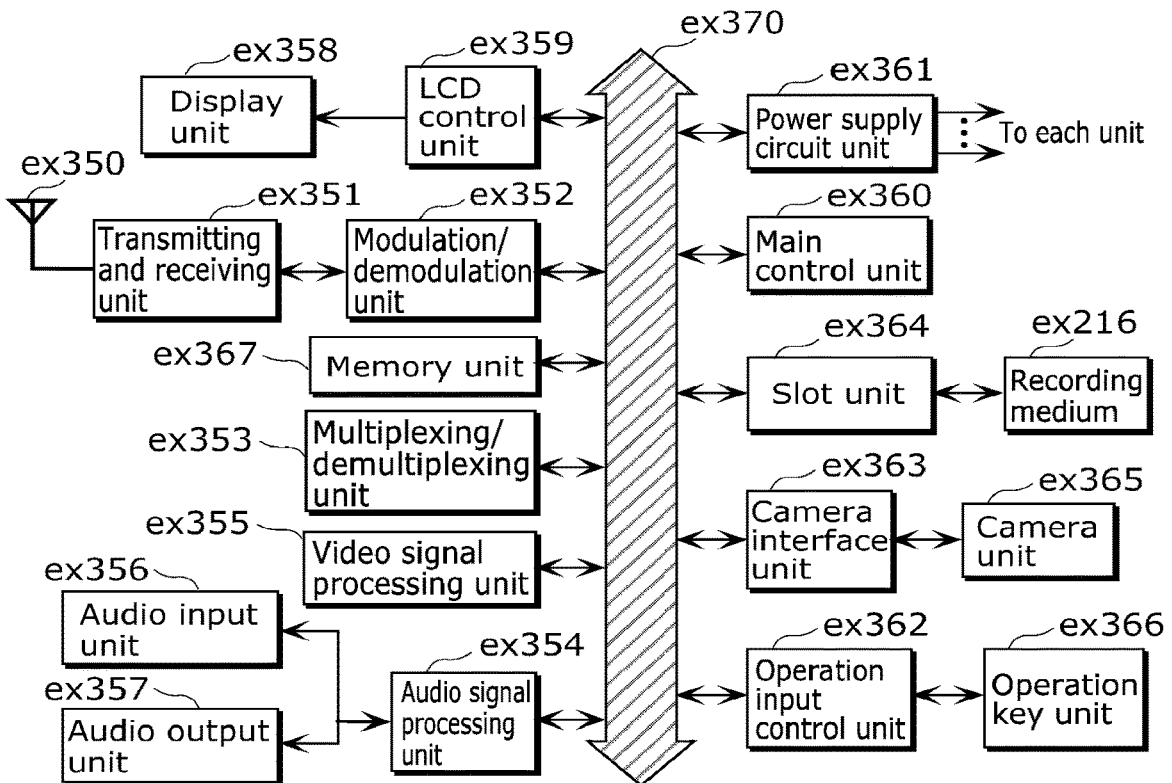 ex358
Display
unit
ex359
LCD
control
unit
ex370
ex361
Power supply
circuit unit
To each unit
ex350
ex351
Transmitting
and receiving
unit
ex352
Modulation/
demodulation
unit
ex360
Main
control unit
ex367
Memory unit
ex364
Slot unit
ex216
Recording
medium
ex353
Multiplexing/
demultiplexing
unit
ex363
Camera
interface
unit
ex365
Camera
unit
ex355
Video signal
processing unit
ex356
Audio input
unit
ex357
Audio output
unit
ex354
Audio signal
processing
unit
ex362
Operation
input
control unit
ex366
Operation
key unit